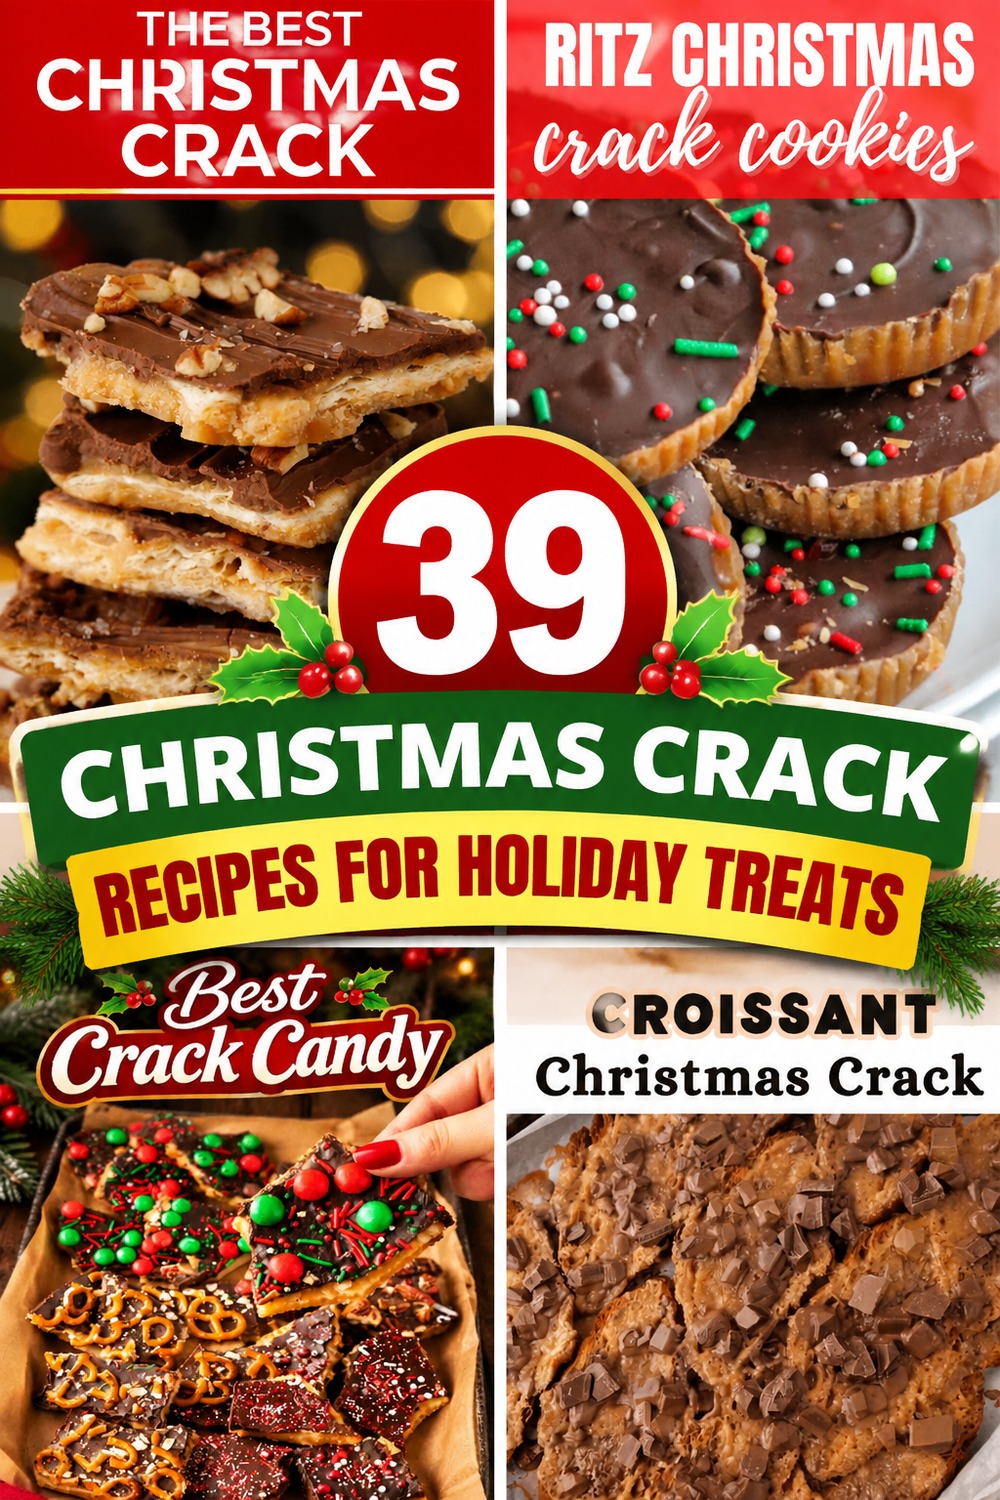 THE BEST
CHRISTMAS
CRACK
RITZ CHRISTMAS
crack cookies
39
CHRISTMAS CRACK
RECIPES FOR HOLIDAY TREATS
Best
Crack Candy
CROISSANT
Christmas Crack